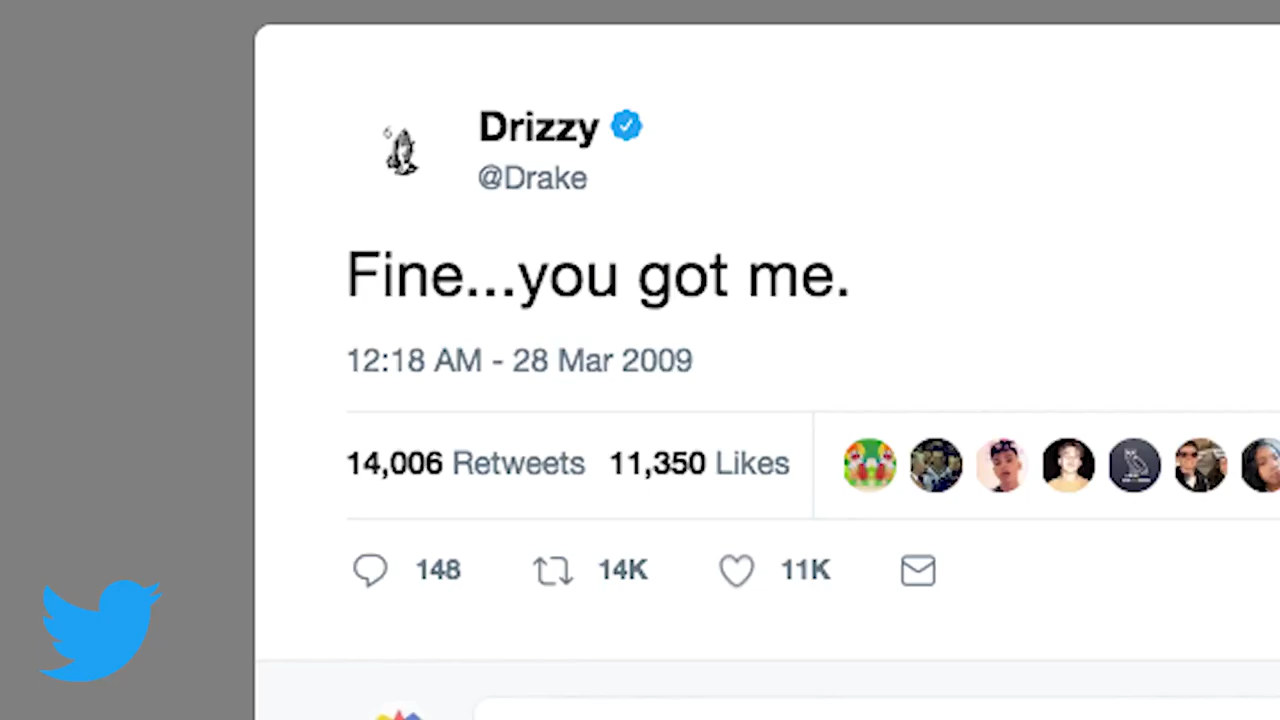 Drizzy
@Drake
Fine...you got me.
12:18 AM - 28 Mar 2009
14,006 Retweets 11,350 Likes
148 14K 11K